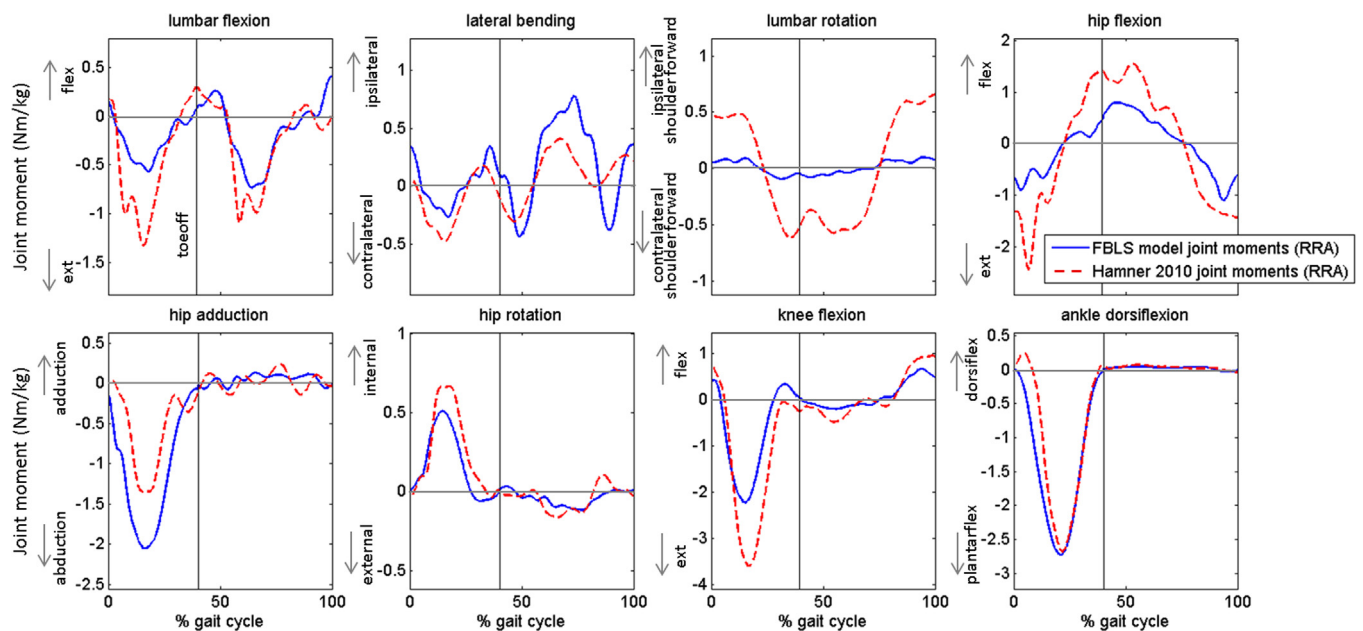 lumbar flexion
Joint moment (Nm/kg)
flex
ext
0.5
0
-0.5
-1
-1.5
toeoff
lateral bending
ipsilateral
contralateral
1
0.5
0
-0.5
lumbar rotation
ipsilateral
shoulderforward
contralateral
shoulderforward
1
0.5
0
-0.5
-1
hip flexion
flex
ext
2
1
0
-1
-2
FBLS model joint moments (RRA)
Hamner 2010 joint moments (RRA)
hip adduction
Joint moment (Nm/kg)
adduction
abduction
0.5
0
-0.5
-1
-1.5
-2
-2.5
0 50 100
% gait cycle
hip rotation
internal
external
1
0.5
0
-0.5
0 50 100
% gait cycle
knee flexion
flex
ext
1
0
-1
-2
-3
-4
0 50 100
% gait cycle
ankle dorsiflexion
dorsiflex
plantarflex
0.5
0
-0.5
-1
-1.5
-2
-2.5
-3
0 50 100
% gait cycle